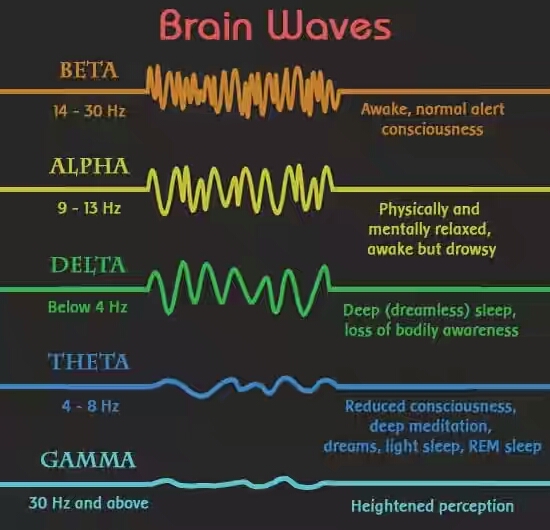 Brain Waves
BETA
14 - 30 Hz
Awake, normal alert
consciousness
ALPHA
9 - 13 Hz
Physically and
mentally relaxed,
awake but drowsy
DELTA
Below 4 Hz
Deep (dreamless) sleep,
loss of bodily awareness
THETA
4 - 8 Hz
Reduced consciousness,
deep meditation,
dreams, light sleep, REM sleep
GAMMA
30 Hz and above
Heightened perception